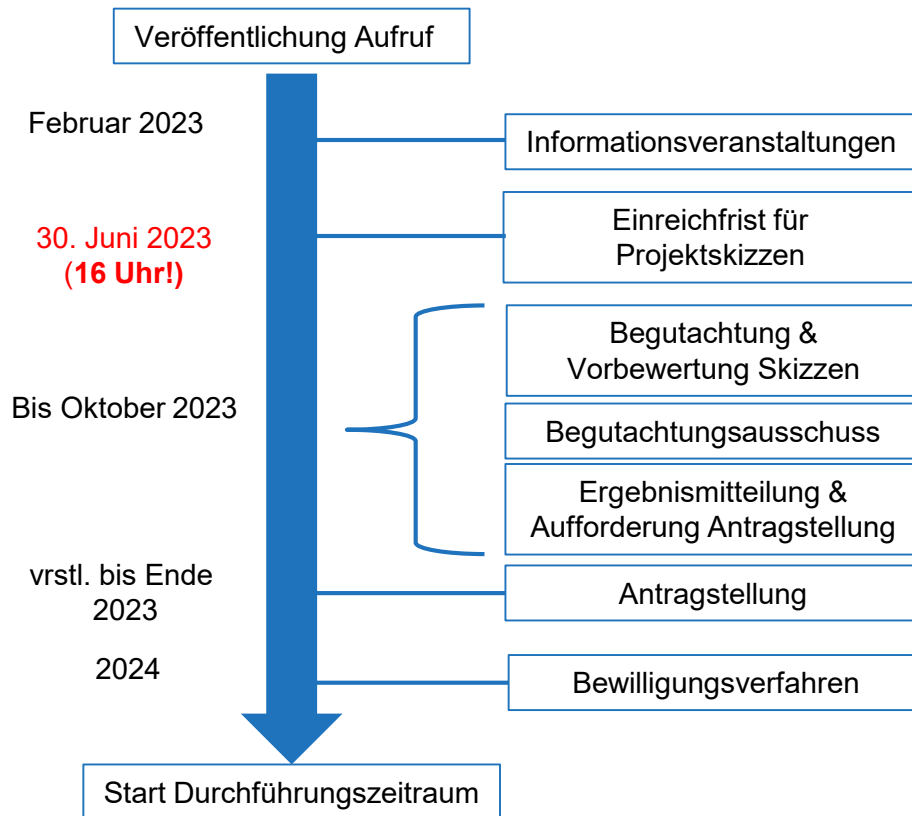 Veröffentlichung Aufruf
Februar 2023
Informationsveranstaltungen
30. Juni 2023
(16 Uhr!)
Einreichfrist für
Projektskizzen
Bis Oktober 2023
Begutachtung &
Vorbewertung Skizzen
Begutachtungsausschuss
Ergebnismitteilung &
Aufforderung Antragstellung
vrstl. bis Ende
2023
Antragstellung
2024
Bewilligungsverfahren
Start Durchführungszeitraum